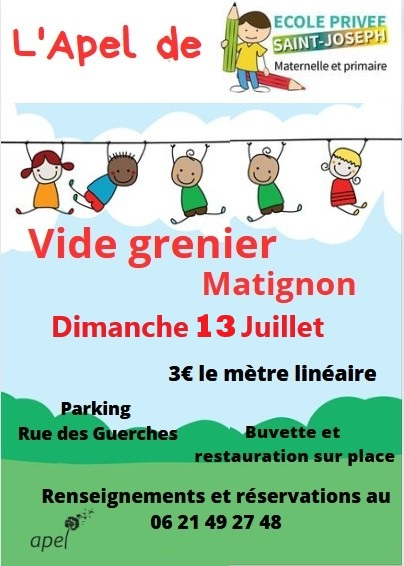 L'Apel de
ECOLE PRIVEE
SAINT-JOSEPH
Maternelle et primaire
Vide grenier
Matignon
Dimanche 13 Juillet
3€ le mètre linéaire
Parking
Rue des Guerches
Buvette et
restauration sur place
Renseignements et réservations au
06 21 49 27 48
apel